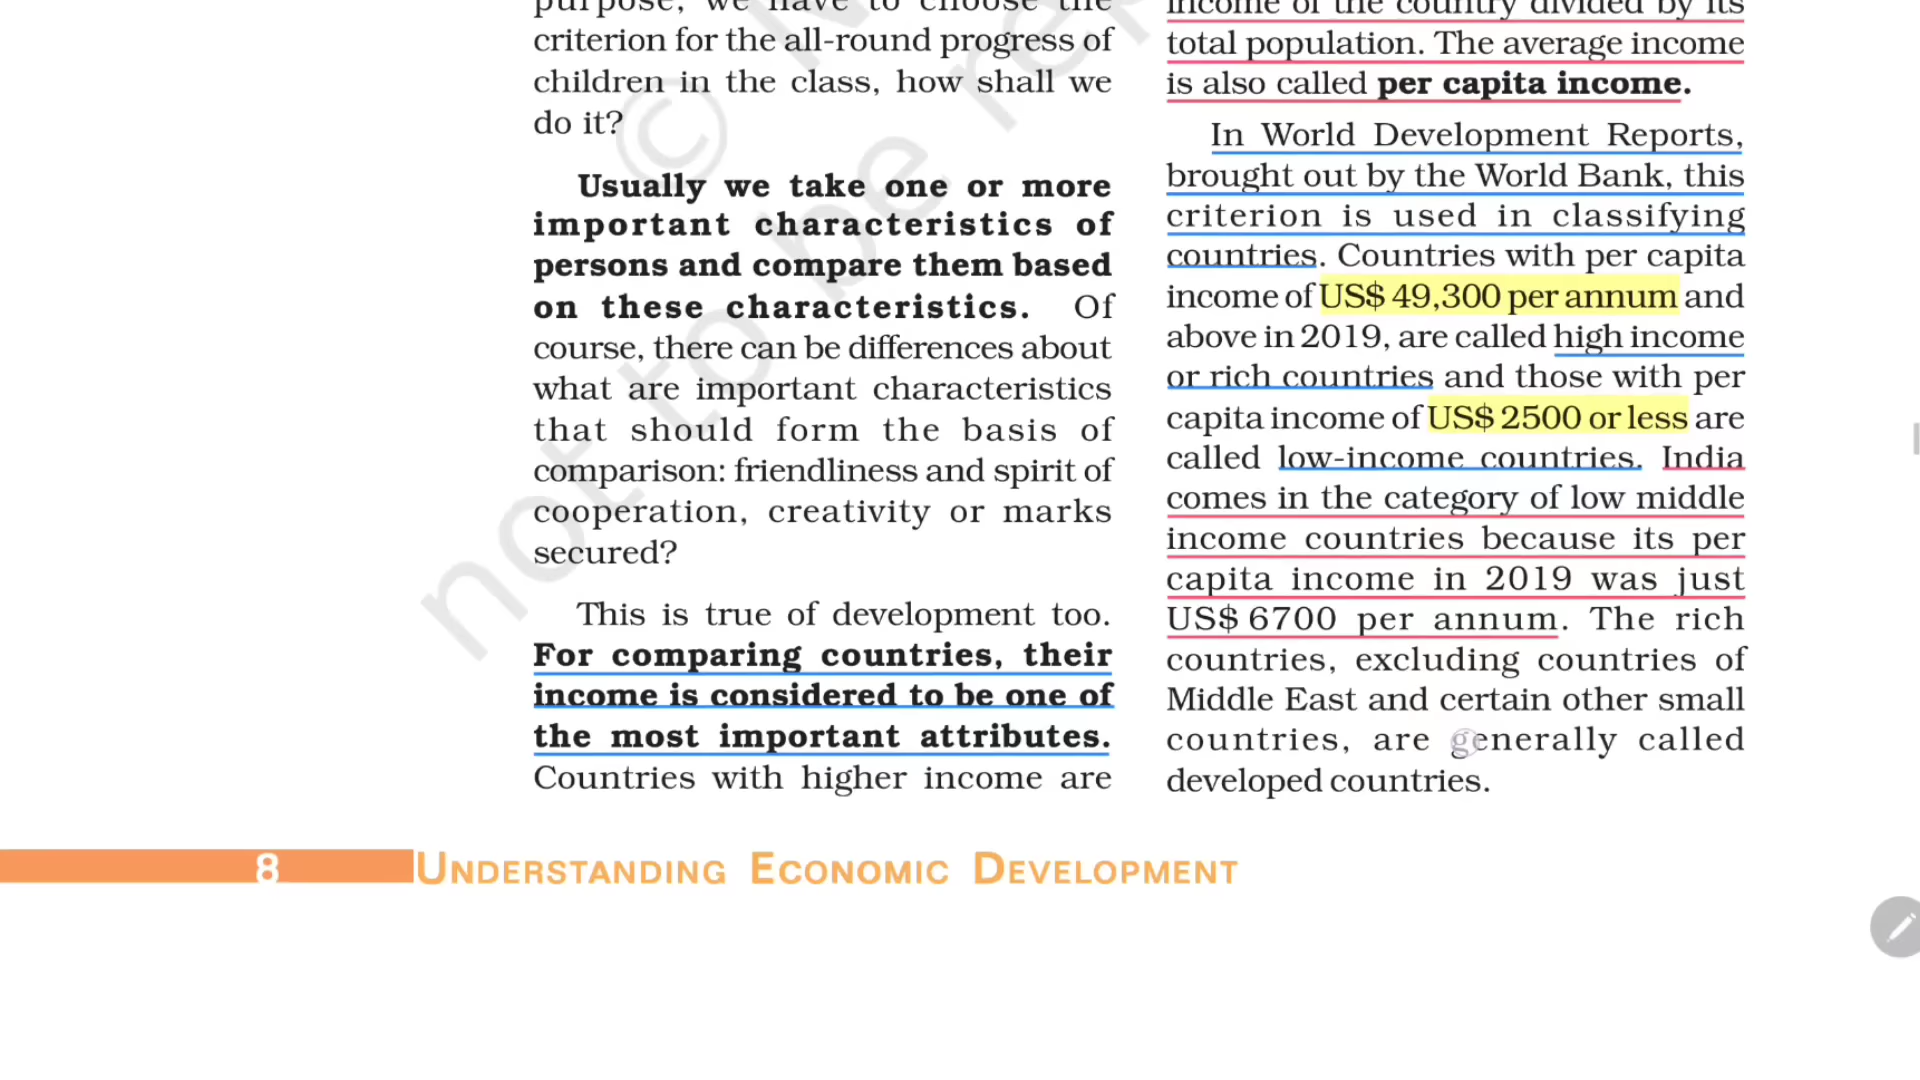 purpose, we have to choose the
criterion for the all-round progress of
children in the class, how shall we
do it?
Usually we take one or more
important characteristics of
persons and compare them based
on these characteristics. Of
course, there can be differences about
what are important characteristics
that should form the basis of
comparison: friendliness and spirit of
cooperation, creativity or marks
secured?
This is true of development too.
For comparing countries, their
income is considered to be one of
the most important attributes.
Countries with higher income are
income of the country divided by its
total population. The average income
is also called per capita income.
In World Development Reports,
brought out by the World Bank, this
criterion is used in classifying
countries. Countries with per capita
income of US$ 49,300 per annum and
above in 2019, are called high income
or rich countries and those with per
capita income of US$ 2500 or less are
called low-income countries. India
comes in the category of low middle
income countries because its per
capita income in 2019 was just
US$ 6700 per annum. The rich
countries, excluding countries of
Middle East and certain other small
countries, are generally called
developed countries.
8 UNDERSTANDING ECONOMIC DEVELOPMENT
©
not to be rep